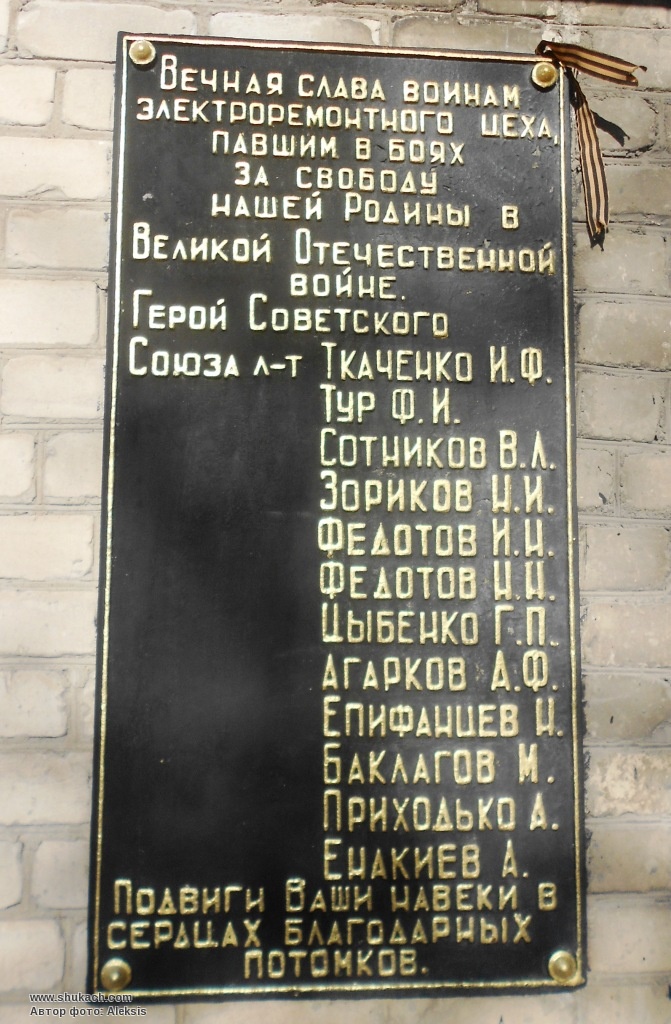 Вечная слава воинам
электроремонтного цеха,
павшим в боях
за свободу
нашей Родины в
Великой Отечественной
войне.
Герой Советского
Союза л-т Ткаченко И.Ф.
Тур Ф.И.
Сотников В.Л.
Зориков Н.И.
Федотов И.Н.
Федотов Н.Н.
Цыбенко Г.П.
Агарков А.Ф.
Епифанцев Н.
Баклагов М.
Приходько А.
Енакиев А.
Подвиги Ваши навеки в
сердцах благодарных
потомков.
www.shukach.com
Автор фото: Aleksis